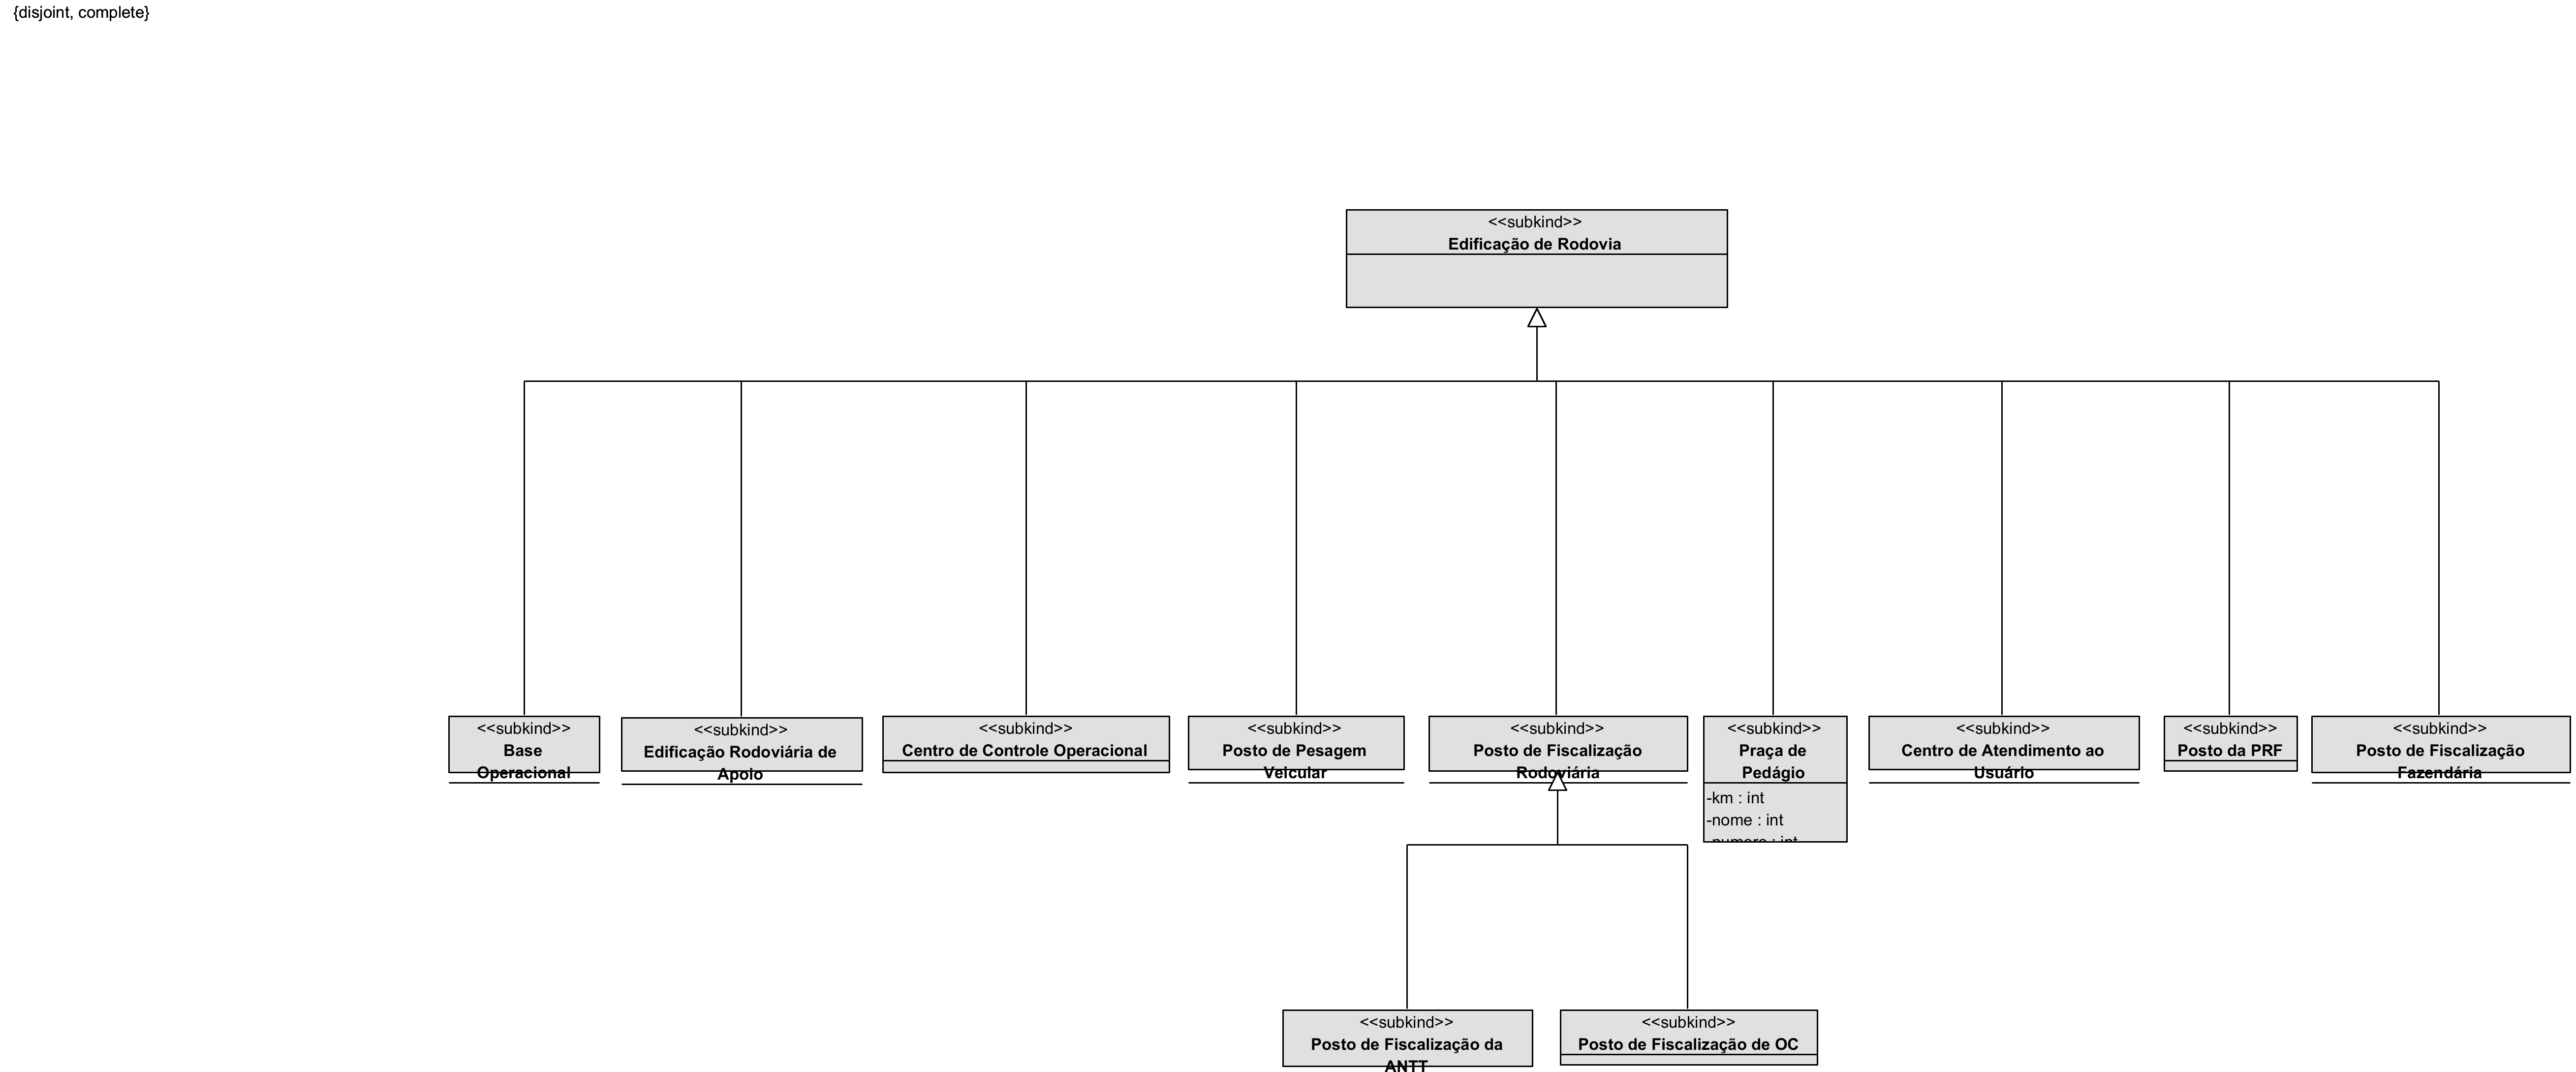 {disjoint, complete}
<<subkind>>
Edificação de Rodovia
<<subkind>>
Base
Operacional
<<subkind>>
Edificação Rodoviária de
Apoio
<<subkind>>
Centro de Controle Operacional
<<subkind>>
Posto de Pesagem
Veicular
<<subkind>>
Posto de Fiscalização
Rodoviária
<<subkind>>
Praça de
Pedágio
-km : int
-nome : int
-numero : int
<<subkind>>
Centro de Atendimento ao
Usuário
<<subkind>>
Posto da PRF
<<subkind>>
Posto de Fiscalização
Fazendária
<<subkind>>
Posto de Fiscalização da
ANTT
<<subkind>>
Posto de Fiscalização de OC